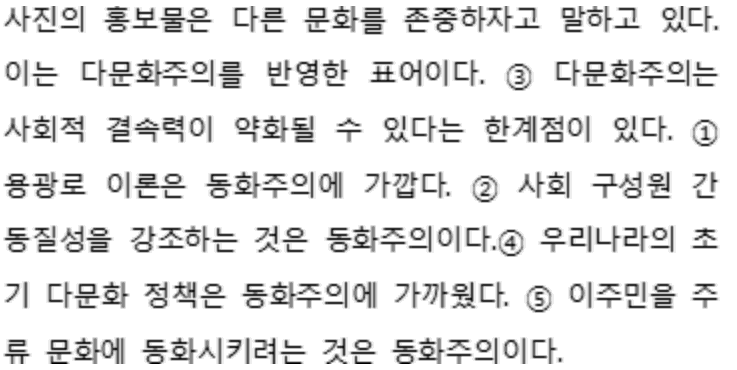 사진의 홍보물은 다른 문화를 존중하자고 말하고 있다.
이는 다문화주의를 반영한 표어이다. ③ 다문화주의는
사회적 결속력이 약화될 수 있다는 한계점이 있다. ①
용광로 이론은 동화주의에 가깝다. ② 사회 구성원 간
동질성을 강조하는 것은 동화주의이다.④ 우리나라의 초
기 다문화 정책은 동화주의에 가까웠다. ⑤ 이주민을 주
류 문화에 동화시키려는 것은 동화주의이다.